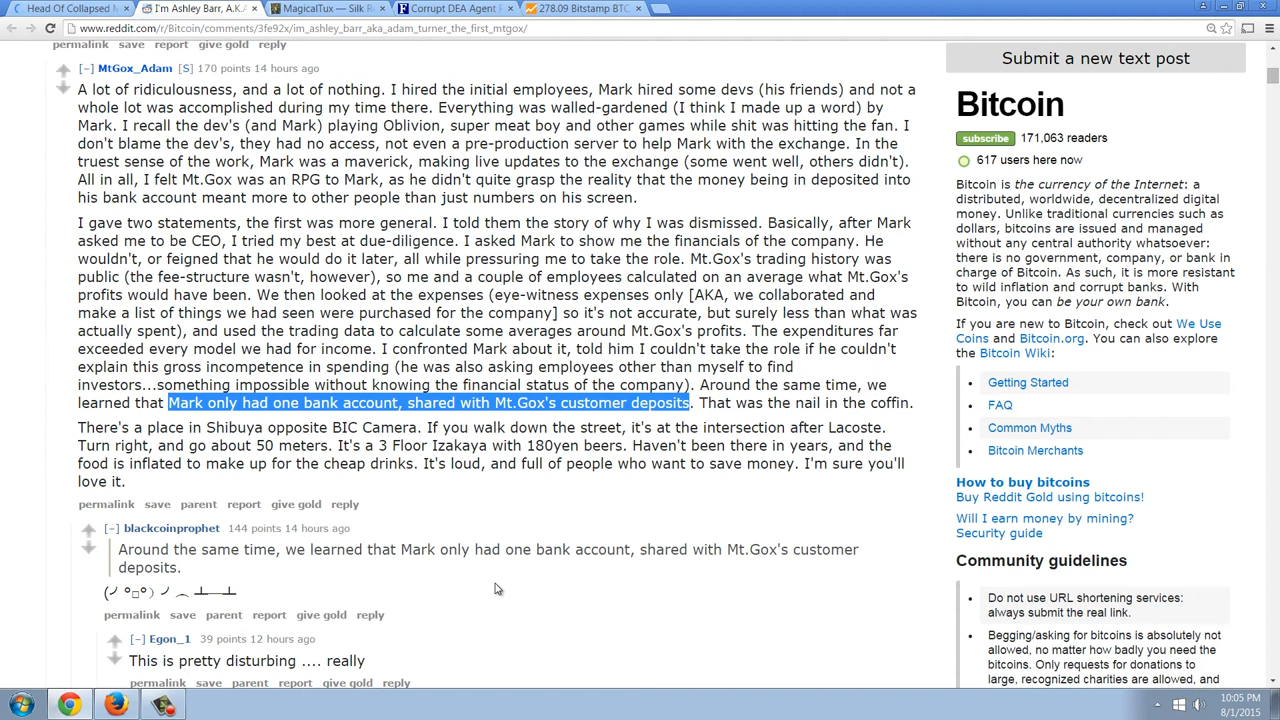 Head Of Collapsed M
I'm Ashley Barr, A.K.A
MagicalTux — Silk R
Corrupt DEA Agent F
278.09 Bitstamp BTC
www.reddit.com/r/Bitcoin/comments/3fe92x/im_ashley_barr_aka_adam_turner_the_first_mtgox/
permalink save report give gold reply
[–] MtGox_Adam [S] 170 points 14 hours ago
A lot of ridiculousness, and a lot of nothing. I hired the initial employees, Mark hired some devs (his friends) and not a
whole lot was accomplished during my time there. Everything was walled-gardened (I think I made up a word) by
Mark. I recall the dev's (and Mark) playing Oblivion, super meat boy and other games while shit was hitting the fan. I
don't blame the dev's, they had no access, not even a pre-production server to help Mark with the exchange. In the
truest sense of the work, Mark was a maverick, making live updates to the exchange (some went well, others didn't).
All in all, I felt Mt.Gox was an RPG to Mark, as he didn't quite grasp the reality that the money being in deposited into
his bank account meant more to other people than just numbers on his screen.
I gave two statements, the first was more general. I told them the story of why I was dismissed. Basically, after Mark
asked me to be CEO, I tried my best at due-diligence. I asked Mark to show me the financials of the company. He
wouldn't, or feigned that he would do it later, all while pressuring me to take the role. Mt.Gox's trading history was
public (the fee-structure wasn't, however), so me and a couple of employees calculated on an average what Mt.Gox's
profits would have been. We then looked at the expenses (eye-witness expenses only [AKA, we collaborated and
make a list of things we had seen were purchased for the company] so it's not accurate, but surely less than what was
actually spent), and used the trading data to calculate some averages around Mt.Gox's profits. The expenditures far
exceeded every model we had for income. I confronted Mark about it, told him I couldn't take the role if he couldn't
explain this gross incompetence in spending (he was also asking employees other than myself to find
investors...something impossible without knowing the financial status of the company). Around the same time, we
learned that Mark only had one bank account, shared with Mt.Gox's customer deposits. That was the nail in the coffin.
There's a place in Shibuya opposite BIC Camera. If you walk down the street, it's at the intersection after Lacoste.
Turn right, and go about 50 meters. It's a 3 Floor Izakaya with 180yen beers. Haven't been there in years, and the
food is inflated to make up for the cheap drinks. It's loud, and full of people who want to save money. I'm sure you'll
love it.
permalink save parent report give gold reply
[–] blackcoinprophet 144 points 14 hours ago
Around the same time, we learned that Mark only had one bank account, shared with Mt.Gox's customer
deposits.
(╯°□°)╯︵ ┻━┻
permalink save parent report give gold reply
[–] Egon_1 39 points 12 hours ago
This is pretty disturbing .... really
permalink save parent report give gold reply
Submit a new text post
Bitcoin
subscribe 171,063 readers
617 users here now
Bitcoin is the currency of the Internet: a
distributed, worldwide, decentralized digital
money. Unlike traditional currencies such as
dollars, bitcoins are issued and managed
without any central authority whatsoever:
there is no government, company, or bank in
charge of Bitcoin. As such, it is more resistant
to wild inflation and corrupt banks. With
Bitcoin, you can be your own bank.
If you are new to Bitcoin, check out We Use
Coins and Bitcoin.org. You can also explore
the Bitcoin Wiki:
Getting Started
FAQ
Common Myths
Bitcoin Merchants
How to buy bitcoins
Buy Reddit Gold using bitcoins!
Will I earn money by mining?
Security guide
Community guidelines
Do not use URL shortening services:
always submit the real link.
Begging/asking for bitcoins is absolutely not
allowed, no matter how badly you need the
bitcoins. Only requests for donations to
large, recognized charities are allowed, and
10:05 PM
8/1/2015